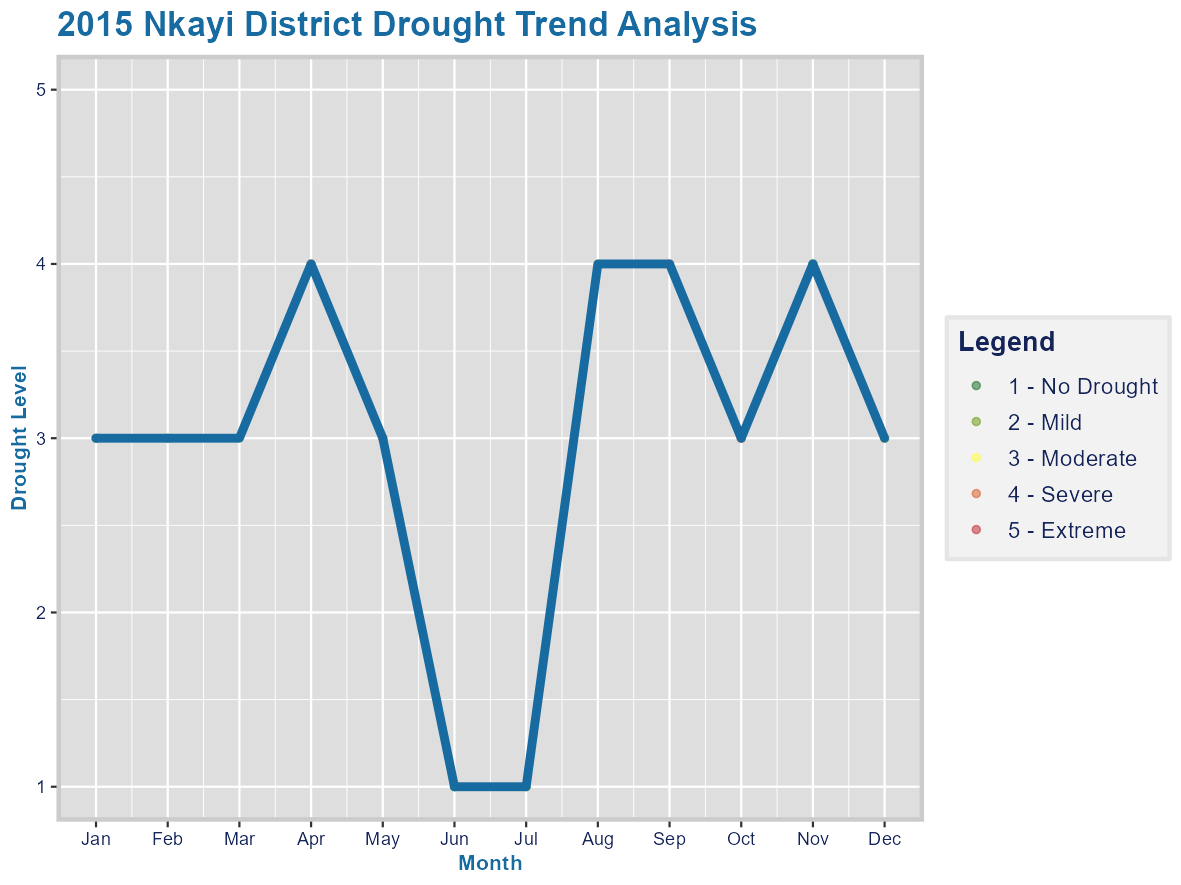 2015 Nkayi District Drought Trend Analysis
5
4
3
2
1
Drought Level
Jan Feb Mar Apr May Jun Jul Aug Sep Oct Nov Dec
Month
Legend
1 - No Drought
2 - Mild
3 - Moderate
4 - Severe
5 - Extreme